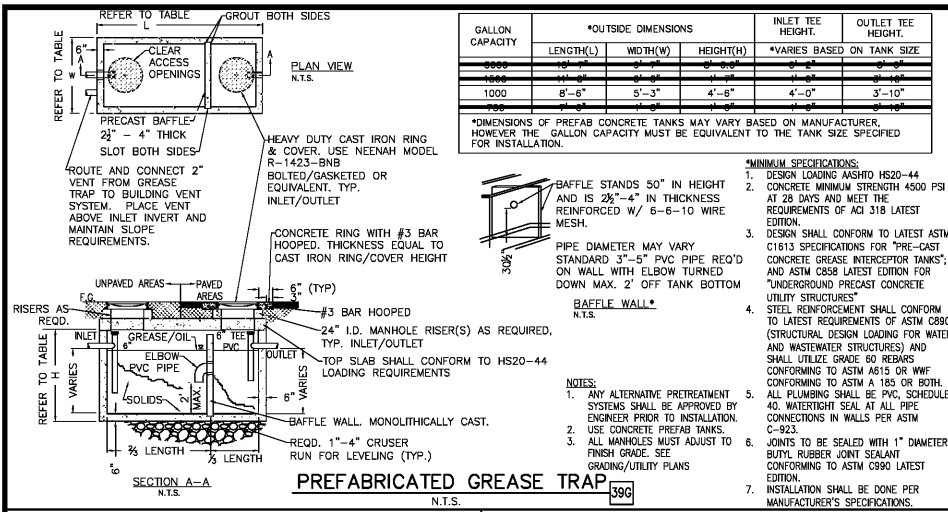 REFER TO TABLE
L
GROUT BOTH SIDES
6"
A
CLEAR
ACCESS
OPENINGS
A
REFER TO TABLE
W
PLAN VIEW
N.T.S.
PRECAST BAFFLE
2½" - 4" THICK
SLOT BOTH SIDES
ROUTE AND CONNECT 2"
VENT FROM GREASE
TRAP TO BUILDING VENT
SYSTEM. PLACE VENT
ABOVE INLET INVERT AND
MAINTAIN SLOPE
REQUIREMENTS.
HEAVY DUTY CAST IRON RING
& COVER. USE NEENAH MODEL
R-1423-BNB
BOLTED/GASKETED OR
EQUIVALENT. TYP.
INLET/OUTLET
CONCRETE RING WITH #3 BAR
HOOPED. THICKNESS EQUAL TO
CAST IRON RING/COVER HEIGHT
UNPAVED AREAS
PAVED
AREAS
6" (TYP)
3"
F.G.
RISERS AS
REQD.
#3 BAR HOOPED
24" I.D. MANHOLE RISER(S) AS REQUIRED,
TYP. INLET/OUTLET
TOP SLAB SHALL CONFORM TO HS20-44
LOADING REQUIREMENTS
INLET
6"
GREASE/OIL
6" TEE
PVC
OUTLET
ELBOW
PVC PIPE
SOLIDS
2'
MAX.
VARIES
VARIES
6"
REFER TO TABLE
H
BAFFLE WALL. MONOLITHICALLY CAST.
REQD. 1"-4" CRUSER
RUN FOR LEVELING (TYP.)
⅔ LENGTH
⅓ LENGTH
6"
SECTION A-A
N.T.S.
GALLON
CAPACITY
*OUTSIDE DIMENSIONS
INLET TEE
HEIGHT.
OUTLET TEE
HEIGHT.
LENGTH(L) WIDTH(W) HEIGHT(H) *VARIES BASED ON TANK SIZE
1000 8'-6" 5'-3" 4'-6" 4'-0" 3'-10"
*DIMENSIONS OF PREFAB CONCRETE TANKS MAY VARY BASED ON MANUFACTURER,
HOWEVER THE GALLON CAPACITY MUST BE EQUIVALENT TO THE TANK SIZE SPECIFIED
FOR INSTALLATION.
BAFFLE STANDS 50" IN HEIGHT
AND IS 2½"-4" IN THICKNESS
REINFORCED W/ 6-6-10 WIRE
MESH.
PIPE DIAMETER MAY VARY
STANDARD 3"-5" PVC PIPE REQ'D
ON WALL WITH ELBOW TURNED
DOWN MAX. 2' OFF TANK BOTTOM
30½"
BAFFLE WALL*
N.T.S.
NOTES:
1. ANY ALTERNATIVE PRETREATMENT
SYSTEMS SHALL BE APPROVED BY
ENGINEER PRIOR TO INSTALLATION.
2. USE CONCRETE PREFAB TANKS.
3. ALL MANHOLES MUST ADJUST TO
FINISH GRADE. SEE
GRADING/UTILITY PLANS
*MINIMUM SPECIFICATIONS:
1. DESIGN LOADING AASHTO HS20-44
2. CONCRETE MINIMUM STRENGTH 4500 PSI
AT 28 DAYS AND MEET THE
REQUIREMENTS OF ACI 318 LATEST
EDITION.
3. DESIGN SHALL CONFORM TO LATEST ASTM
C1613 SPECIFICATIONS FOR "PRE-CAST
CONCRETE GREASE INTERCEPTOR TANKS";
AND ASTM C858 LATEST EDITION FOR
"UNDERGROUND PRECAST CONCRETE
UTILITY STRUCTURES"
4. STEEL REINFORCEMENT SHALL CONFORM
TO LATEST REQUIREMENTS OF ASTM C890
(STRUCTURAL DESIGN LOADING FOR WATER
AND WASTEWATER STRUCTURES) AND
SHALL UTILIZE GRADE 60 REBARS
CONFORMING TO ASTM A615 OR WWF
CONFORMING TO ASTM A 185 OR BOTH.
5. ALL PLUMBING SHALL BE PVC, SCHEDULE
40. WATERTIGHT SEAL AT ALL PIPE
CONNECTIONS IN WALLS PER ASTM
C-923.
6. JOINTS TO BE SEALED WITH 1" DIAMETER
BUTYL RUBBER JOINT SEALANT
CONFORMING TO ASTM C990 LATEST
EDITION.
7. INSTALLATION SHALL BE DONE PER
MANUFACTURER'S SPECIFICATIONS.
PREFABRICATED GREASE TRAP 39G
N.T.S.